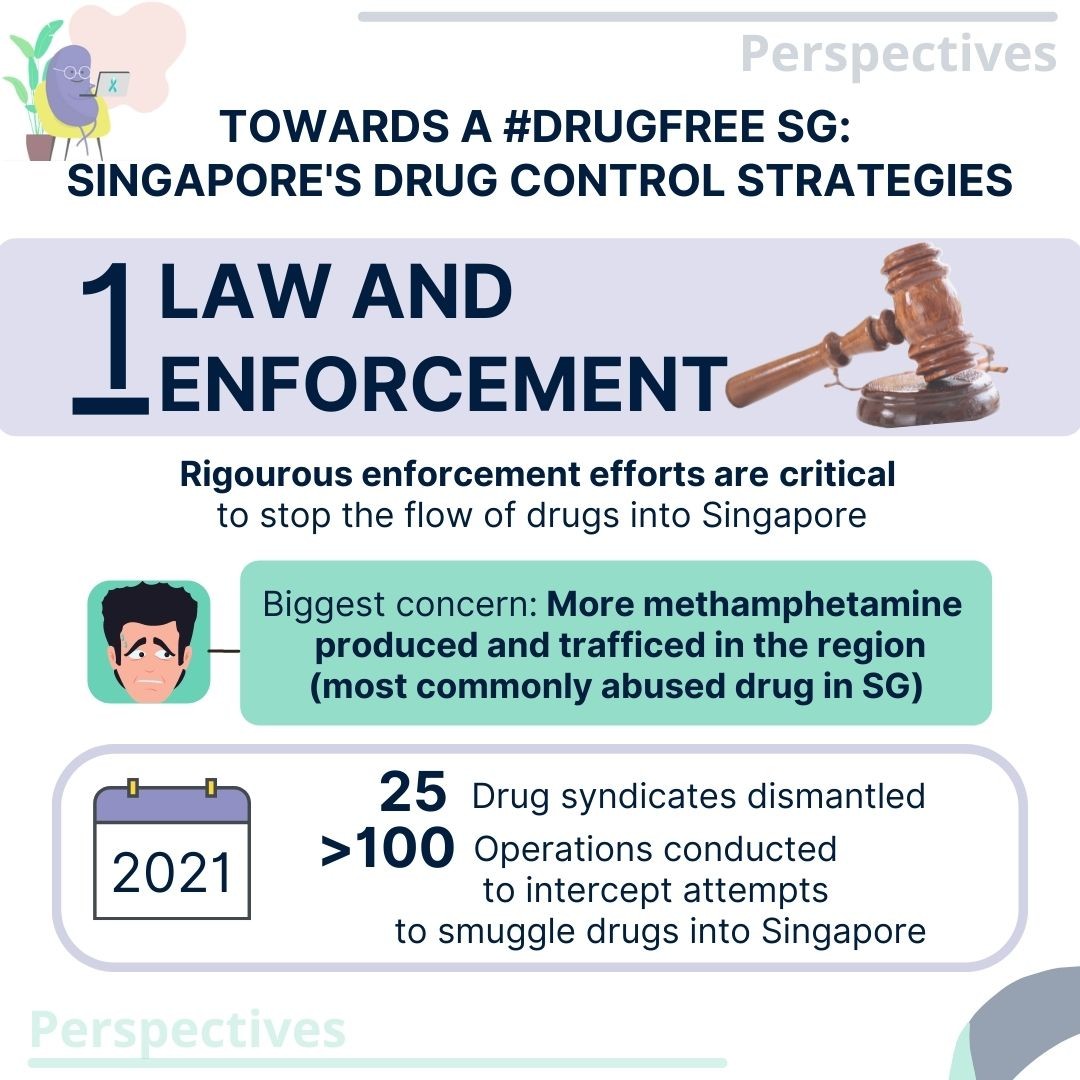 Perspectives
TOWARDS A #DRUGFREE SG:
SINGAPORE'S DRUG CONTROL STRATEGIES
1
LAW AND
ENFORCEMENT
Rigourous enforcement efforts are critical
to stop the flow of drugs into Singapore
Biggest concern: More methamphetamine
produced and trafficed in the region
(most commonly abused drug in SG)
2021
25 Drug syndicates dismantled
>100 Operations conducted
to intercept attempts
to smuggle drugs into Singapore
Perspectives